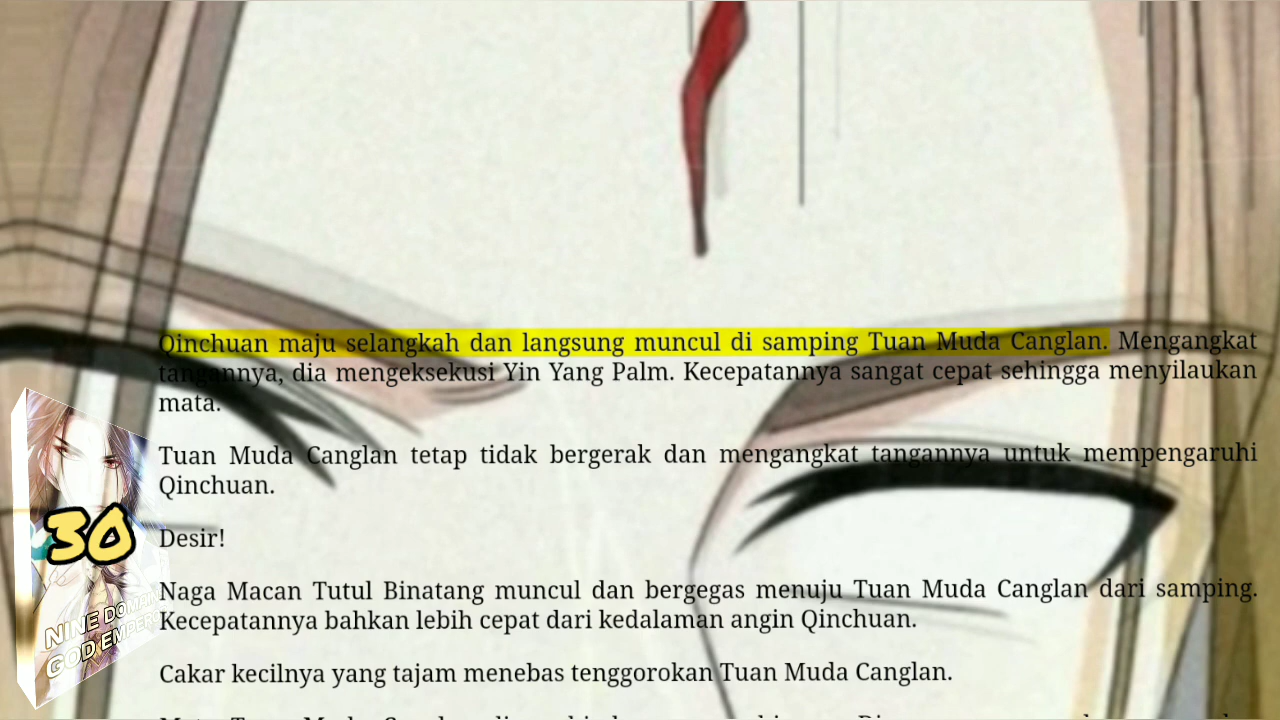 Qinchuan maju selangkah dan langsung muncul di samping Tuan Muda Canglan. Mengangkat
tangannya, dia mengeksekusi Yin Yang Palm. Kecepatannya sangat cepat sehingga menyilaukan
mata.
Tuan Muda Canglan tetap tidak bergerak dan mengangkat tangannya untuk mempengaruhi
Qinchuan.
Desir!
Naga Macan Tutul Binatang muncul dan bergegas menuju Tuan Muda Canglan dari samping.
Kecepatannya bahkan lebih cepat dari kedalaman angin Qinchuan.
Cakar kecilnya yang tajam menebas tenggorokan Tuan Muda Canglan.
30
NINE DOMAIN
GOD EMPEROR